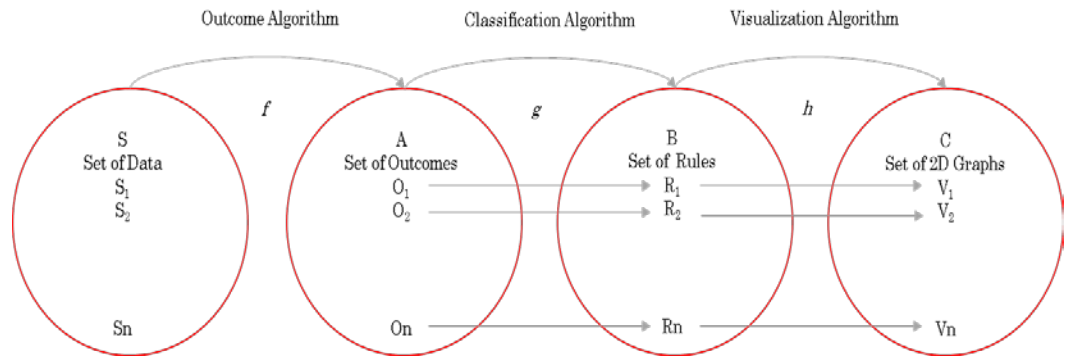 Outcome Algorithm
Classification Algorithm
Visualization Algorithm
f
g
h
S
Set of Data
S₁
S₂
Sn
A
Set of Outcomes
O₁
O₂
On
B
Set of Rules
R₁
R₂
Rn
C
Set of 2D Graphs
V₁
V₂
Vn